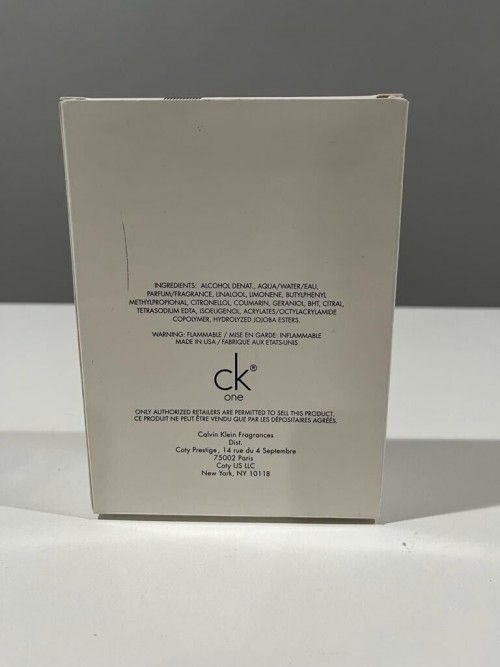 INGREDIENTS: ALCOHOL DENAT., AQUA/WATER/EAU,
PARFUM/FRAGRANCE, LINALOOL, LIMONENE, BUTYLPHENYL
METHYLPROPIONAL, CITRONELLOL, COUMARIN, GERANIOL, BHT, CITRAL,
TETRASODIUM EDTA, ISOEUGENOL, ACRYLATES/OCTYLACRYLAMIDE
COPOLYMER, HYDROLYZED JOJOBA ESTERS.
WARNING: FLAMMABLE / MISE EN GARDE: INFLAMMABLE
MADE IN USA / FABRIQUE AUX ETATS-UNIS
ck®
one
ONLY AUTHORIZED RETAILERS ARE PERMITTED TO SELL THIS PRODUCT.
CE PRODUIT NE PEUT ÊTRE VENDU QUE PAR LES DÉPOSITAIRES AGRÉES.
Calvin Klein Fragrances
Dist.
Coty Prestige, 14 rue du 4 Septembre
75002 Paris
Coty US LLC
New York, NY 10118